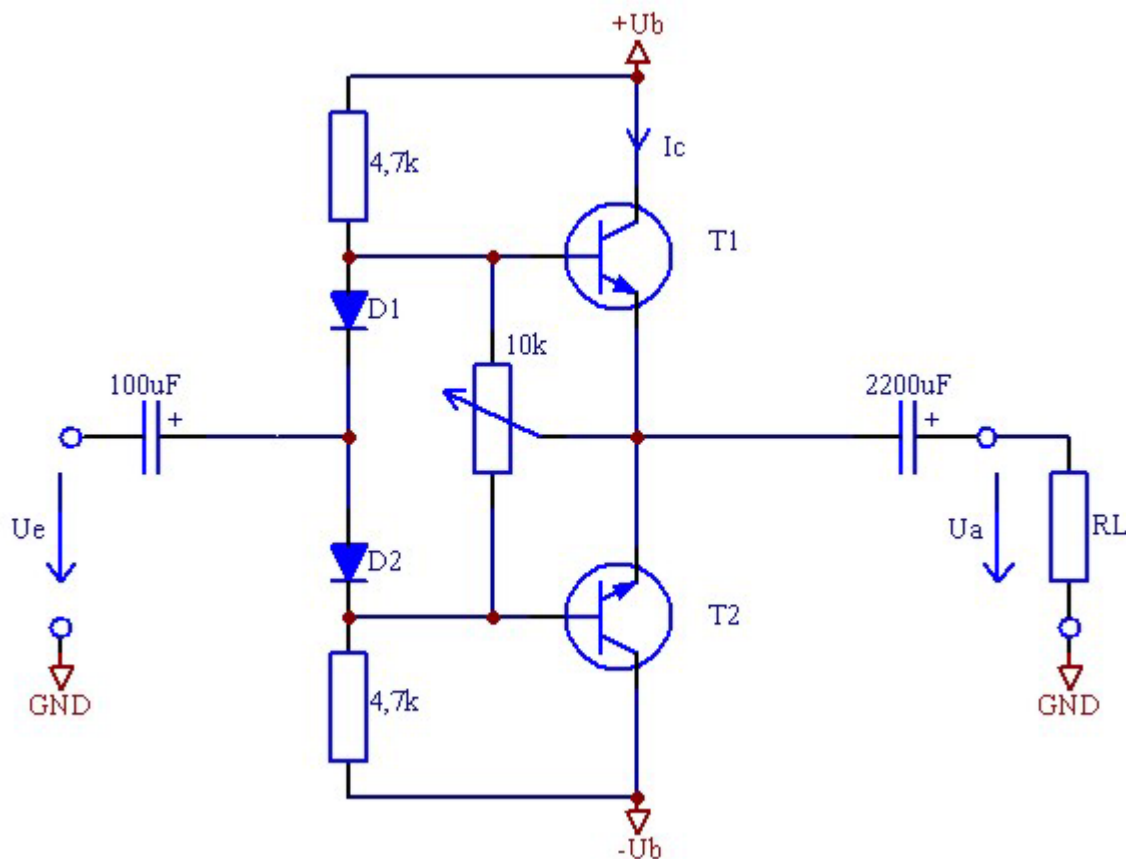 +Ub
Ic
4,7k
T1
D1
10k
100uF
+
2200uF
+
Ue
Ua
RL
D2
T2
4,7k
GND
GND
-Ub